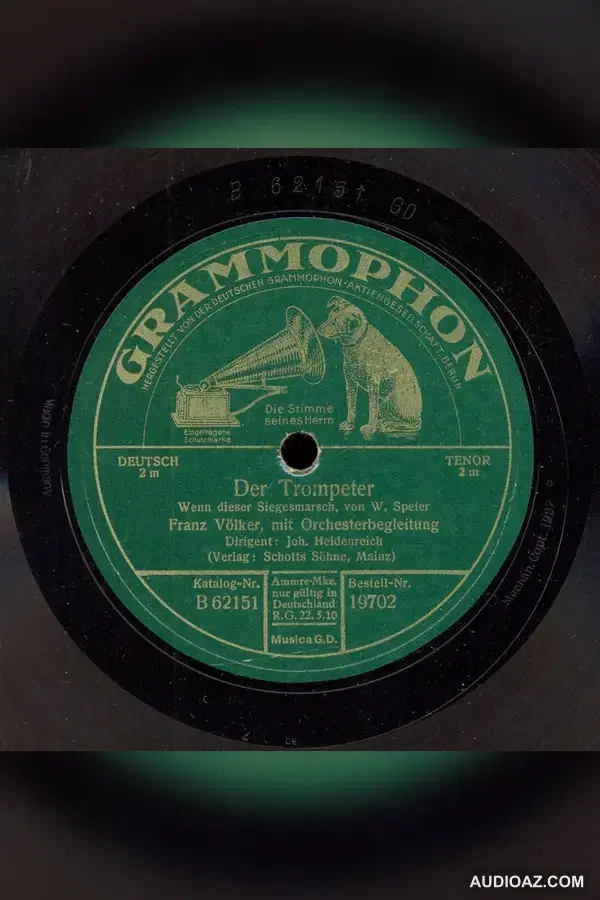 B 62151 GD
GRAMMOPHON
HERGESTELLT VON DER DEUTSCHEN GRAMMOPHON-AKTIENGESELLSCHAFT, BERLIN
Die Stimme
seines Herrn
Eingetragene
Schutzmarke
DEUTSCH
2 m
TENOR
2 m
Der Trompeter
Wenn dieser Siegesmarsch, von W. Speier
Franz Völker, mit Orchesterbegleitung
Dirigent: Joh. Heidenreich
(Verlag: Schotts Söhne, Mainz)
Katalog-Nr.
B 62151
Ammre-Mke.
nur gültig in
Deutschland
R.G. 22.5.10
Bestell-Nr.
19702
Musica G.D.
Made in Germany
Mechan. Copt. 1927
AUDIOAZ.COM